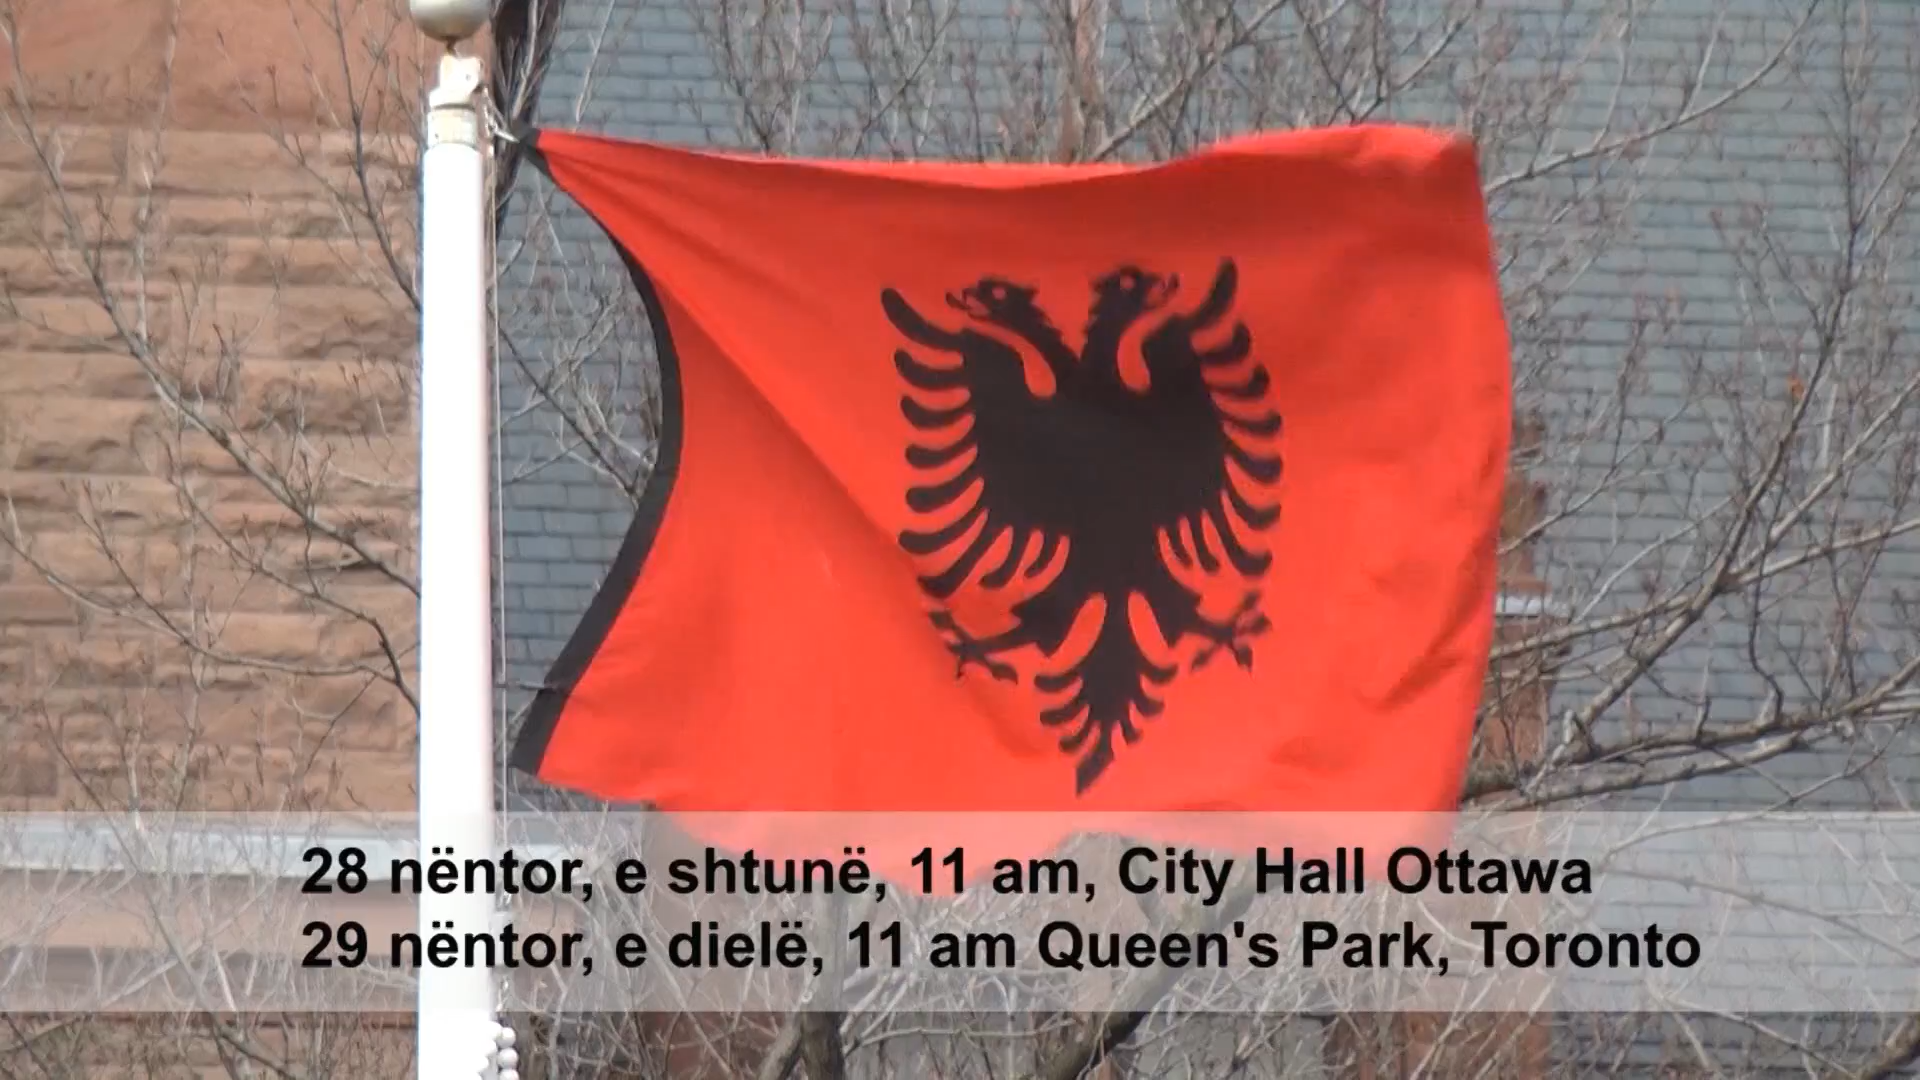 28 nëntor, e shtunë, 11 am, City Hall Ottawa
29 nëntor, e dielë, 11 am Queen's Park, Toronto